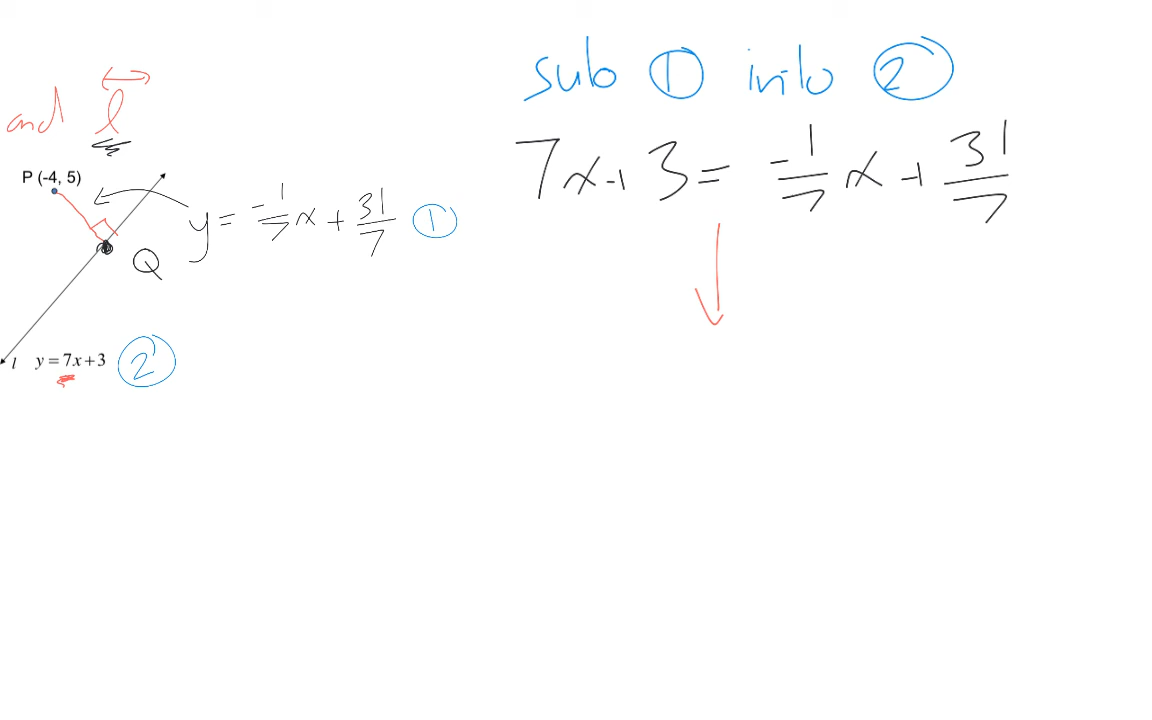 and l
P (-4, 5)
y = -1/7 x + 31/7 ①
Q
l y = 7x+3 ②
sub ① into ②
7x + 3 = -1/7 x + 31/7